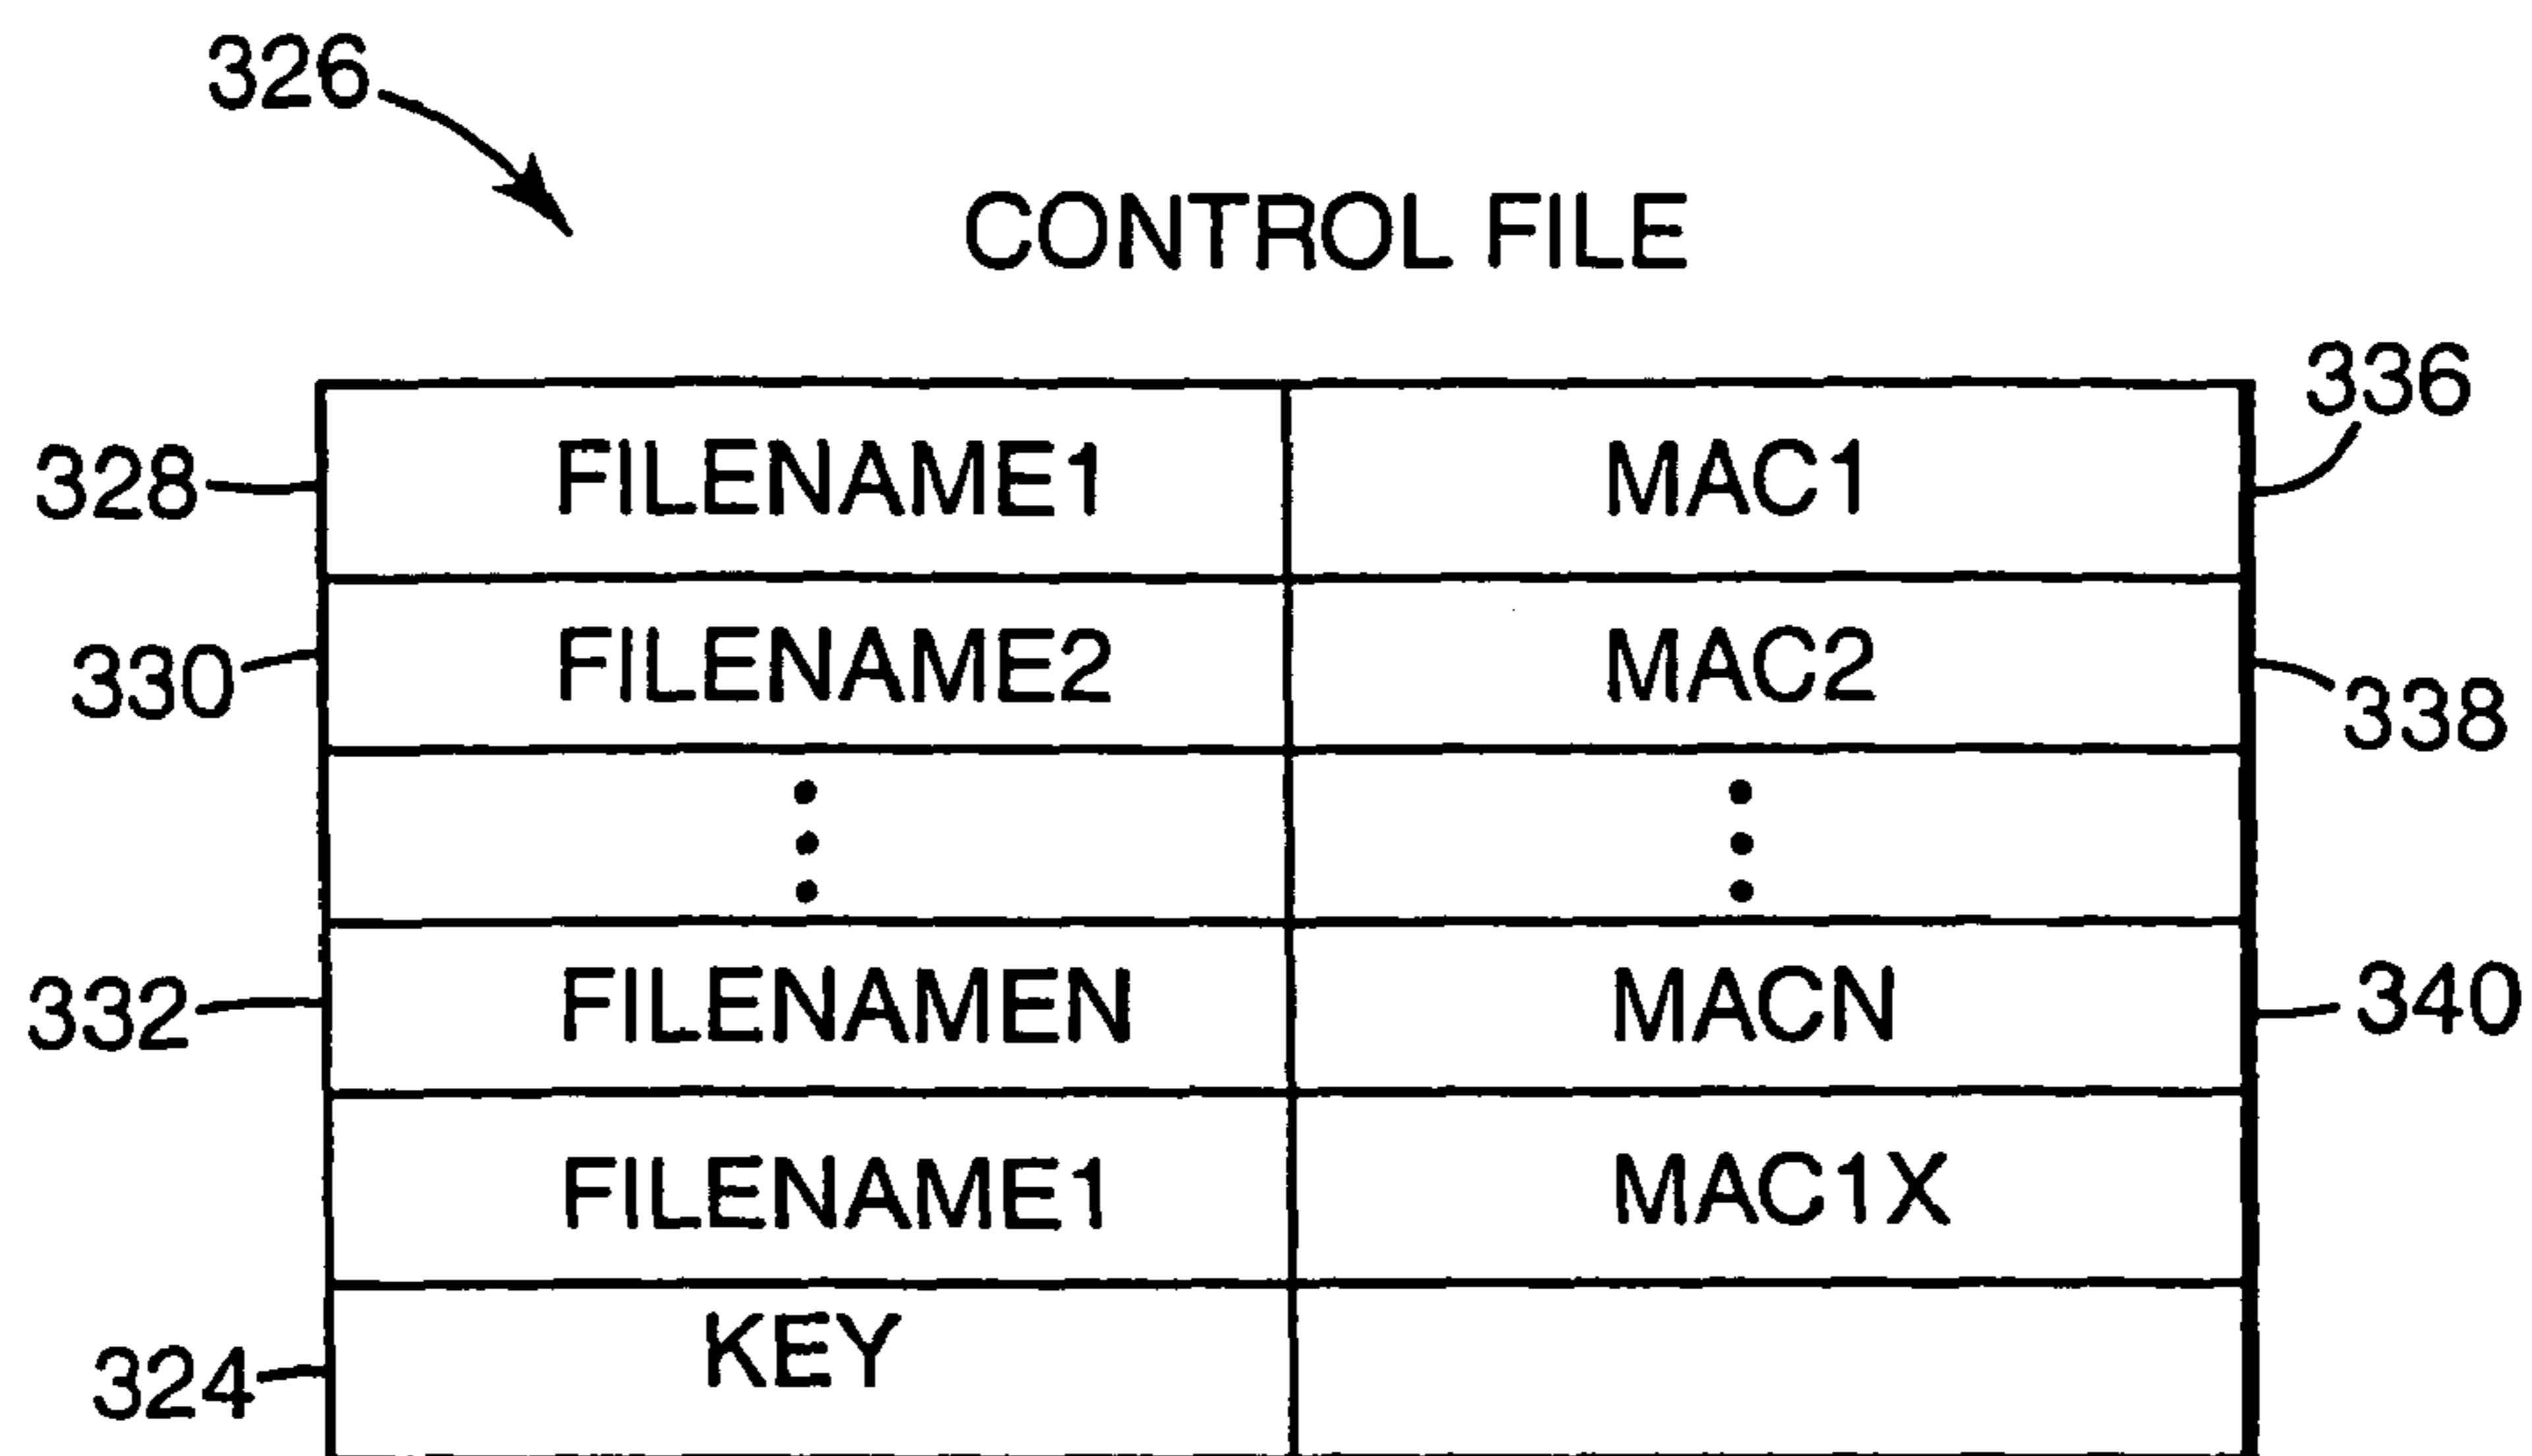 326
CONTROL FILE
328 FILENAME1 MAC1 336
330 FILENAME2 MAC2 338
332 FILENAMEN MACN 340
FILENAME1 MAC1X
324 KEY